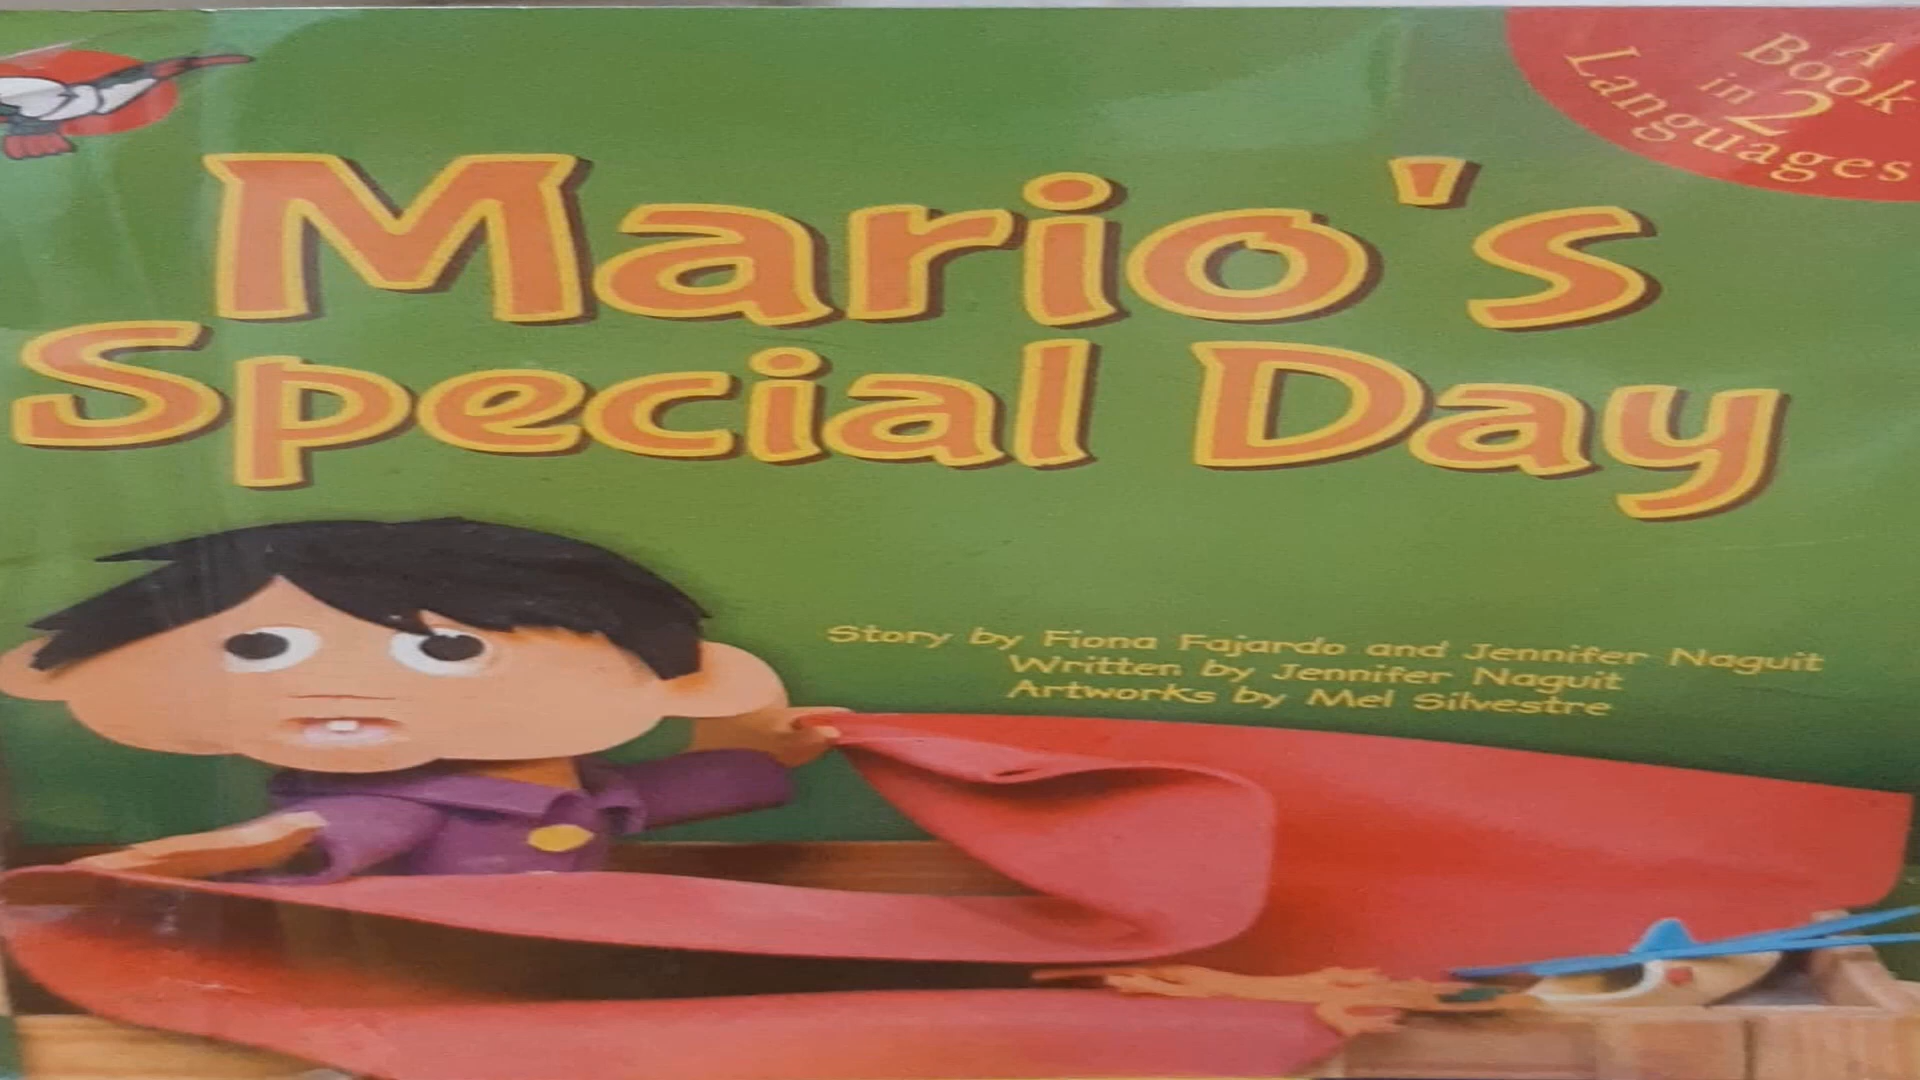 A
Book
in 2
Languages
Mario's
Special Day
Story by Fiona Fajardo and Jennifer Naguit
Written by Jennifer Naguit
Artworks by Mel Silvestre